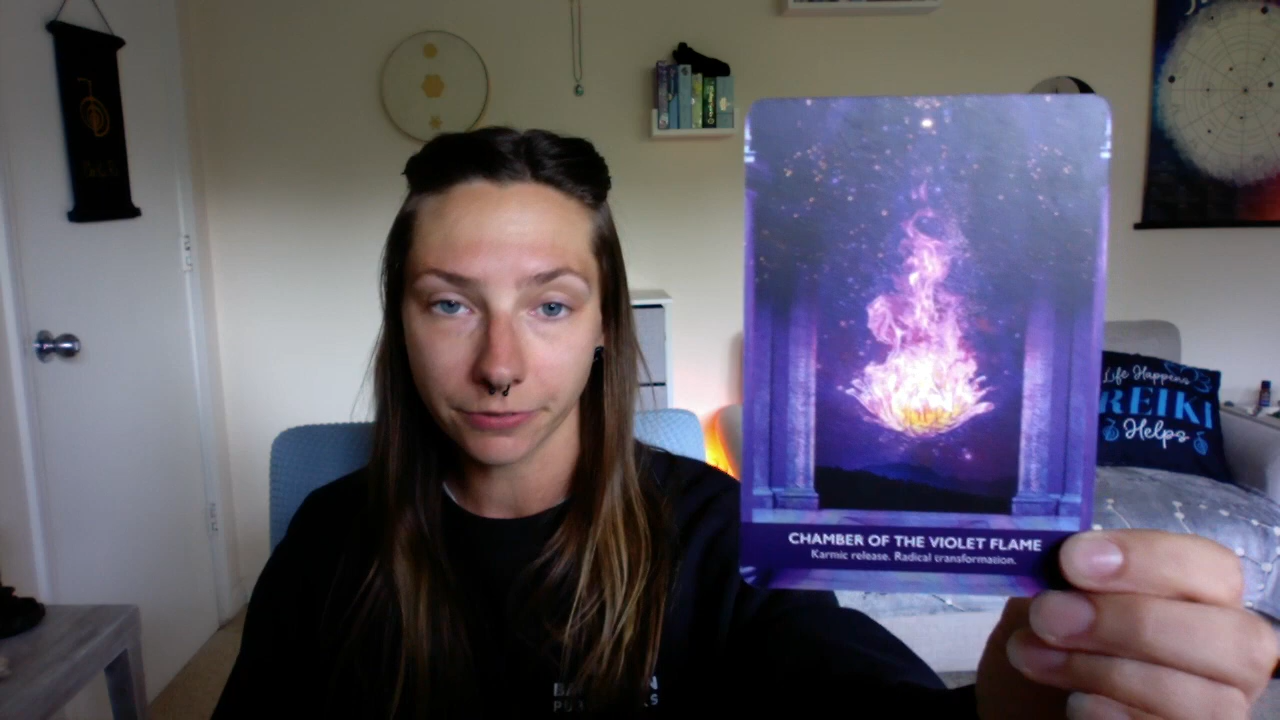 CHAMBER OF THE VIOLET FLAME
Karmic release. Radical transformation.
Life Happens
REIKI
Helps